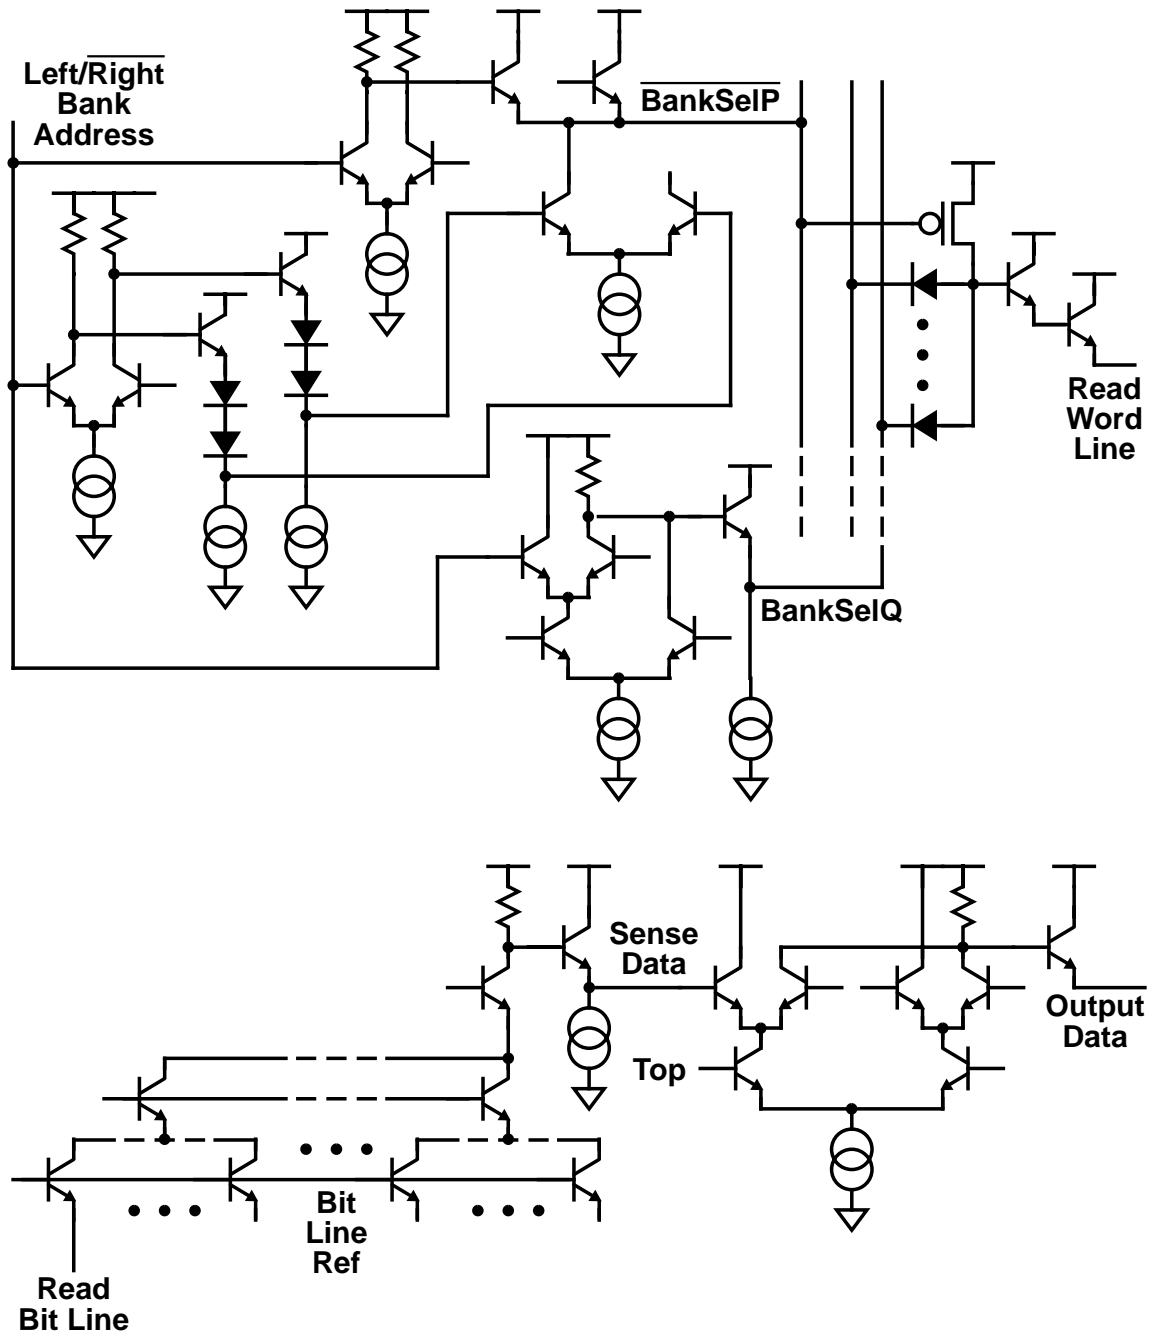 Left/Right
Bank
Address
BankSelP
Read
Word
Line
BankSelQ
Sense
Data
Output
Data
Top
Bit
Line
Ref
Read
Bit Line